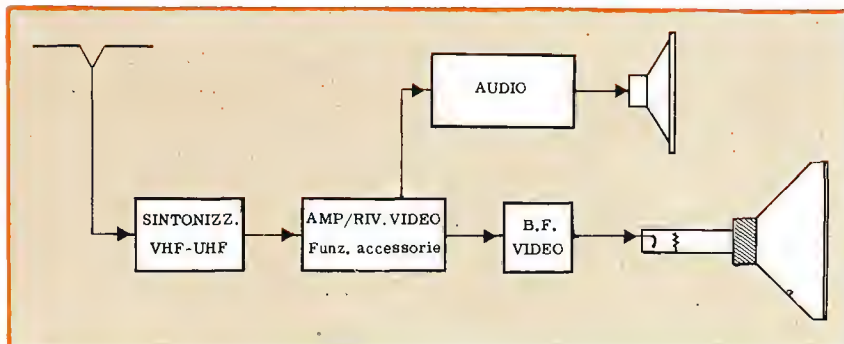 AUDIO
SINTONIZZ.
VHF-UHF
AMP/RIV. VIDEO
Funz. accessorie
B.F.
VIDEO